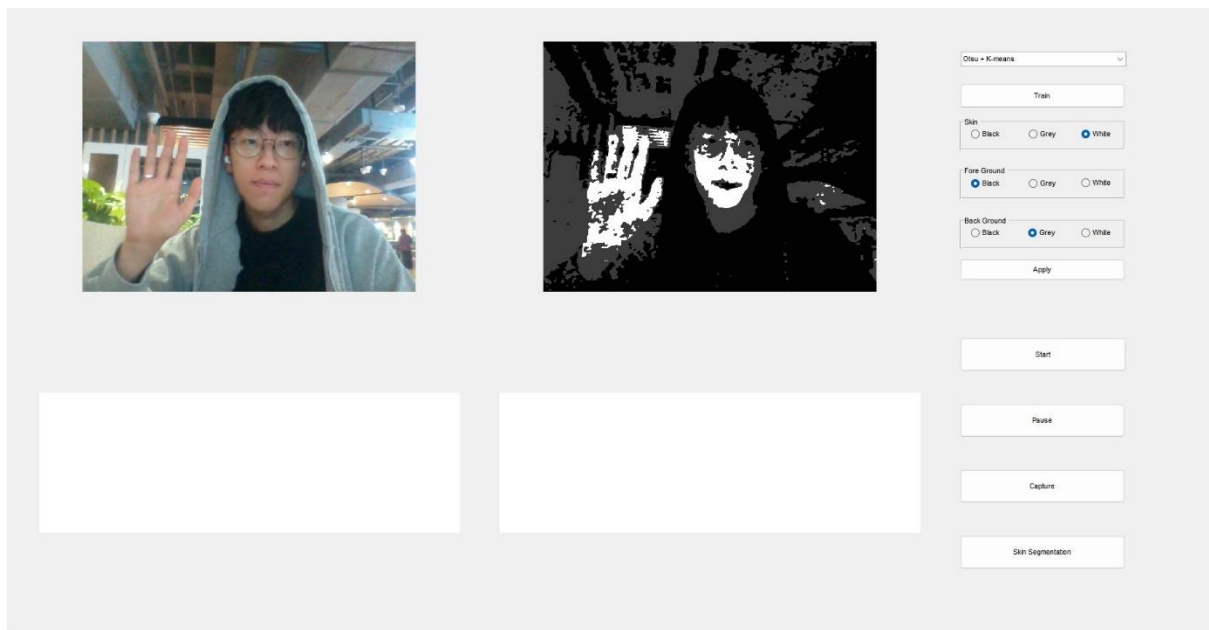 Otsu + K-means
Train
Skin
Black Grey White
Fore Ground
Black Grey White
Back Ground
Black Grey White
Apply
Start
Pause
Capture
Skin Segmentation